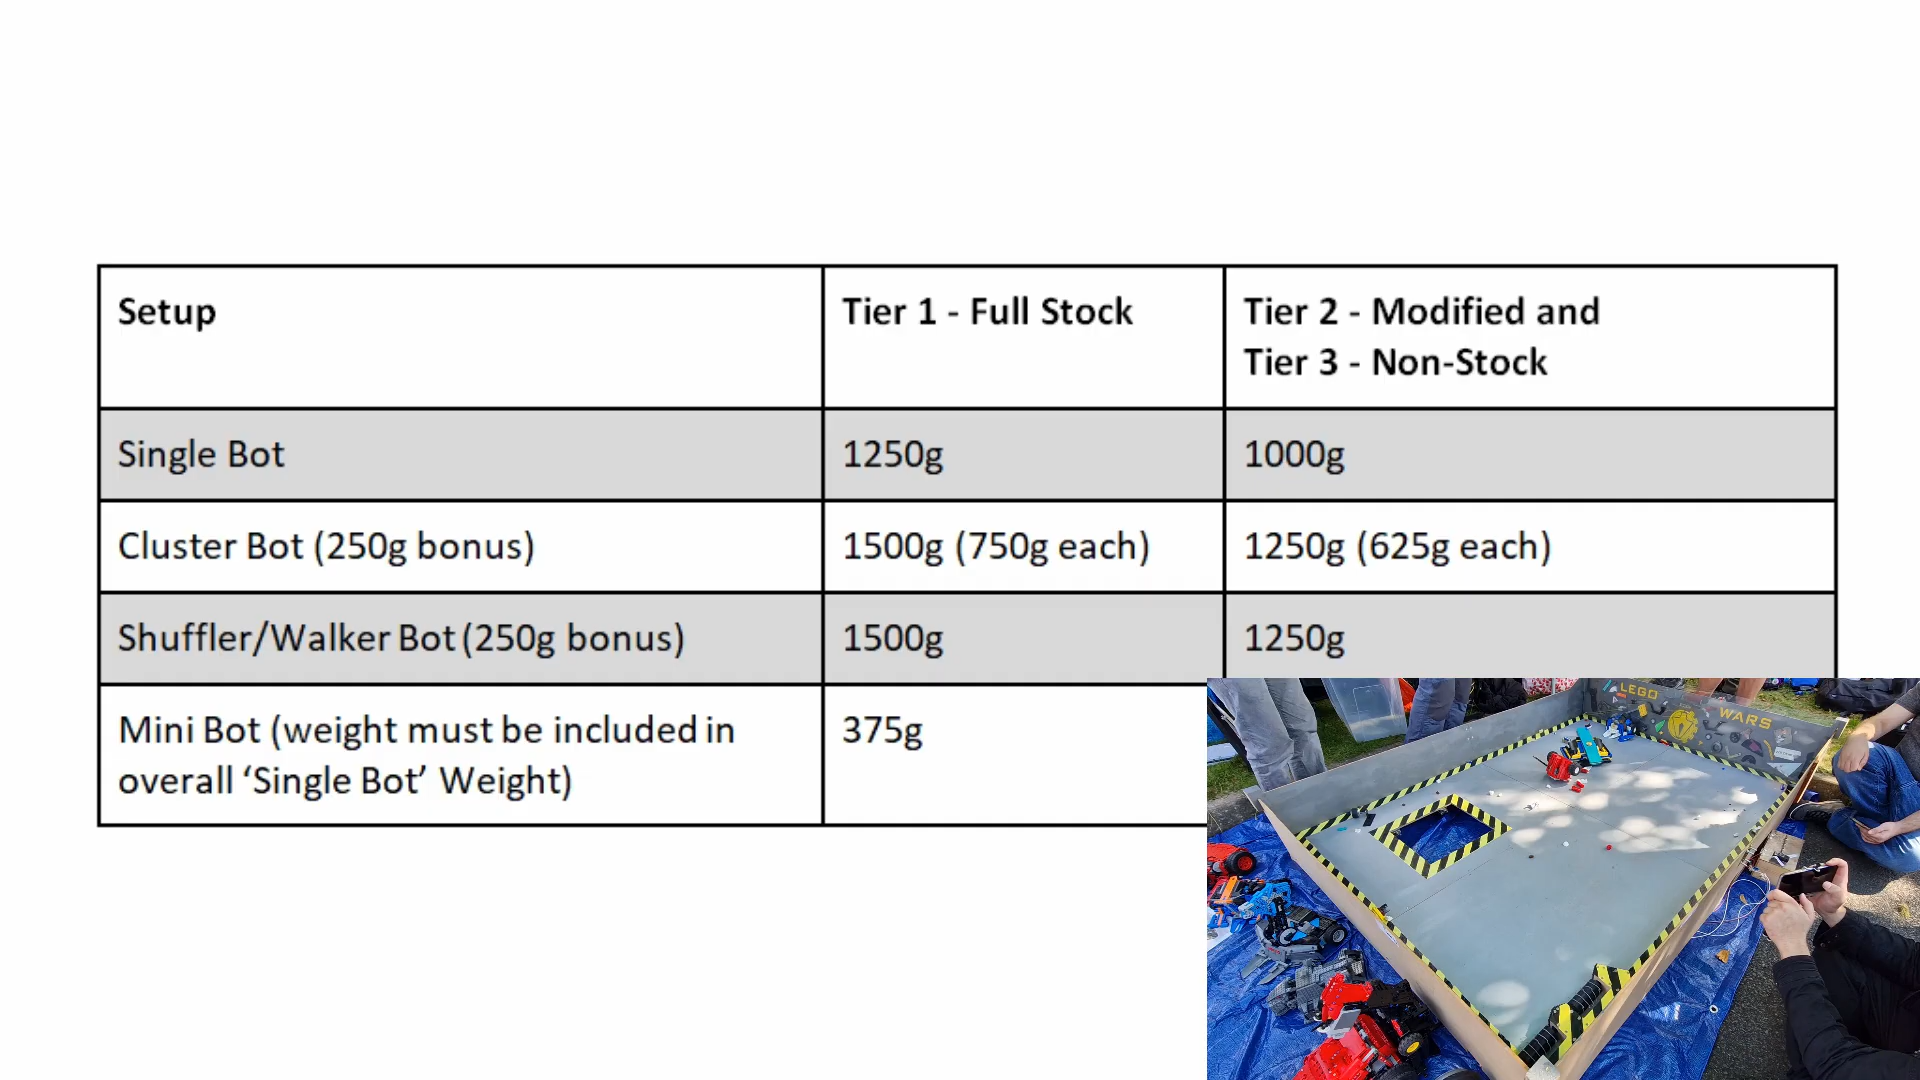 Setup
Tier 1 - Full Stock
Tier 2 - Modified and
Tier 3 - Non-Stock
Single Bot
1250g
1000g
Cluster Bot (250g bonus)
1500g (750g each)
1250g (625g each)
Shuffler/Walker Bot (250g bonus)
1500g
1250g
Mini Bot (weight must be included in
overall ‘Single Bot’ Weight)
375g
LEGO
WARS